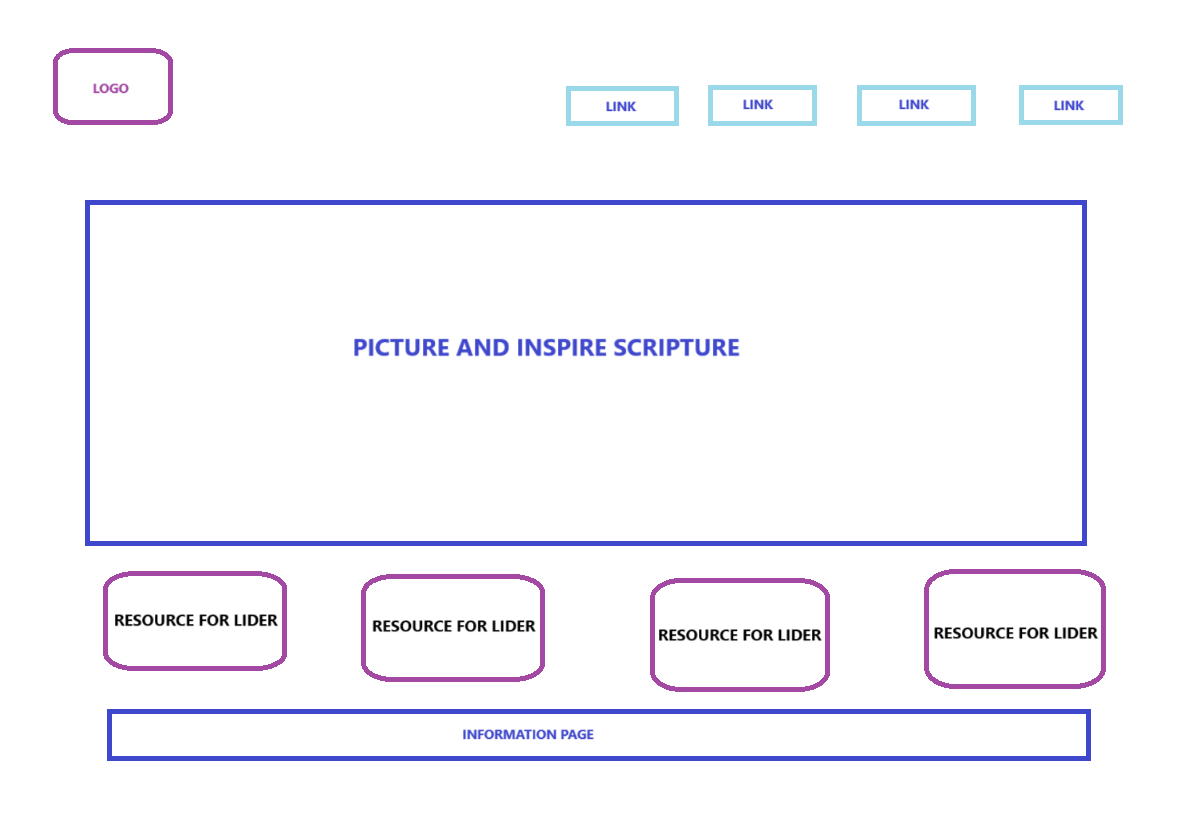 LOGO
LINK
LINK
LINK
LINK
PICTURE AND INSPIRE SCRIPTURE
RESOURCE FOR LIDER
RESOURCE FOR LIDER
RESOURCE FOR LIDER
RESOURCE FOR LIDER
INFORMATION PAGE